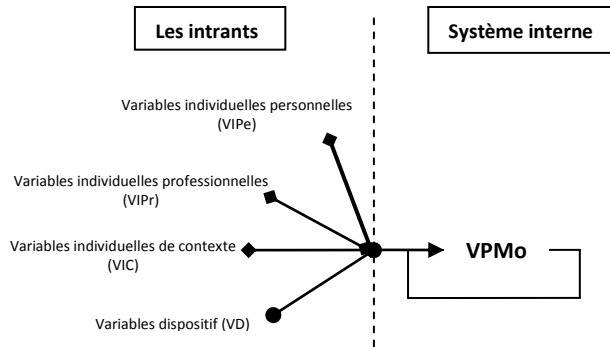 Les intrants
Système interne
Variables individuelles personnelles
(VIPe)
Variables individuelles professionnelles
(VIPr)
Variables individuelles de contexte
(VIC)
VPMo
Variables dispositif (VD)